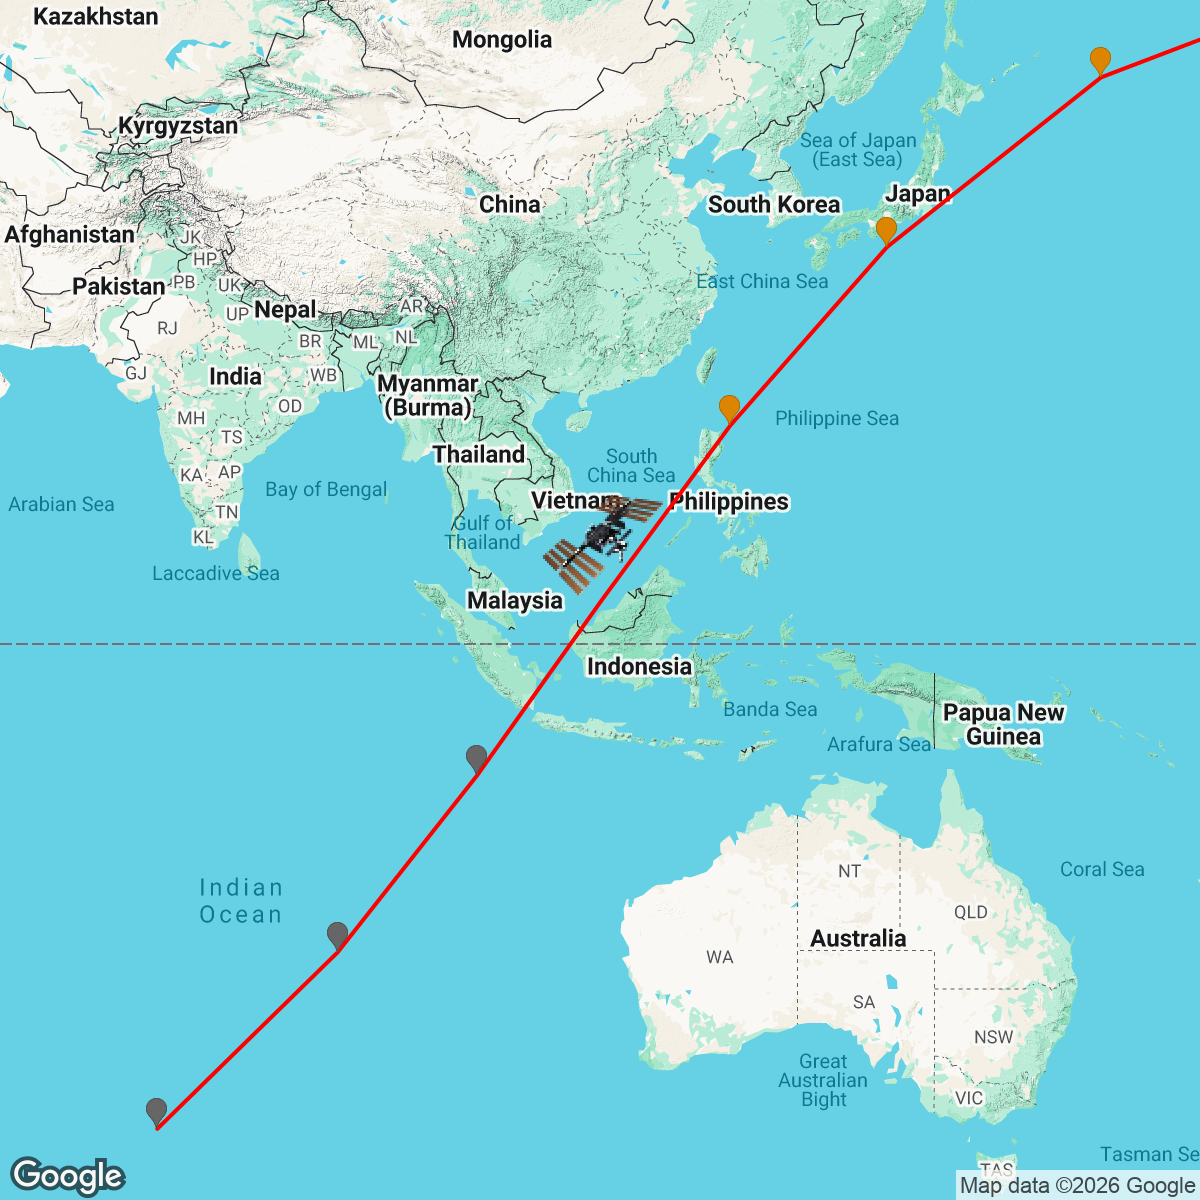 Kazakhstan
Mongolia
Kyrgyzstan
Sea of Japan
(East Sea)
China
South Korea
Japan
Afghanistan
JK
HP
Pakistan
PB
UK
East China Sea
Nepal
UP
AR
RJ
BR
ML
NL
GJ
India
WB
Myanmar
(Burma)
MH
OD
Philippine Sea
TS
Thailand
South
China Sea
KA
AP
Bay of Bengal
Arabian Sea
Vietnam
Philippines
TN
Gulf of
Thailand
KL
Laccadive Sea
Malaysia
Indonesia
Banda Sea
Papua New
Guinea
Arafura Sea
Indian
Ocean
NT
Coral Sea
QLD
Australia
WA
SA
NSW
Great
Australian
Bight
VIC
Tasman Se
TAS
Google
Map data ©2026 Google